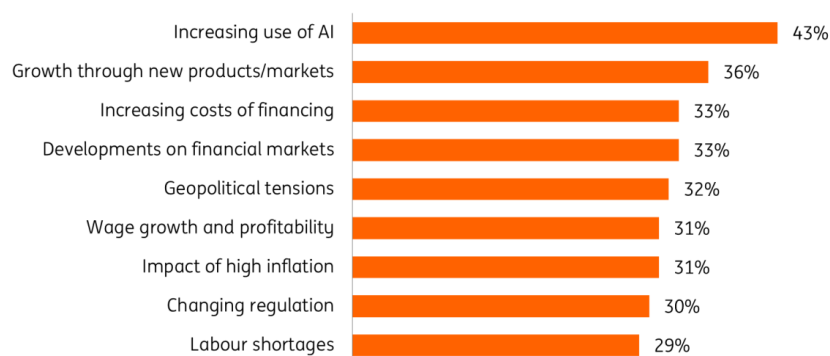 Increasing use of AI 43%
Growth through new products/markets 36%
Increasing costs of financing 33%
Developments on financial markets 33%
Geopolitical tensions 32%
Wage growth and profitability 31%
Impact of high inflation 31%
Changing regulation 30%
Labour shortages 29%